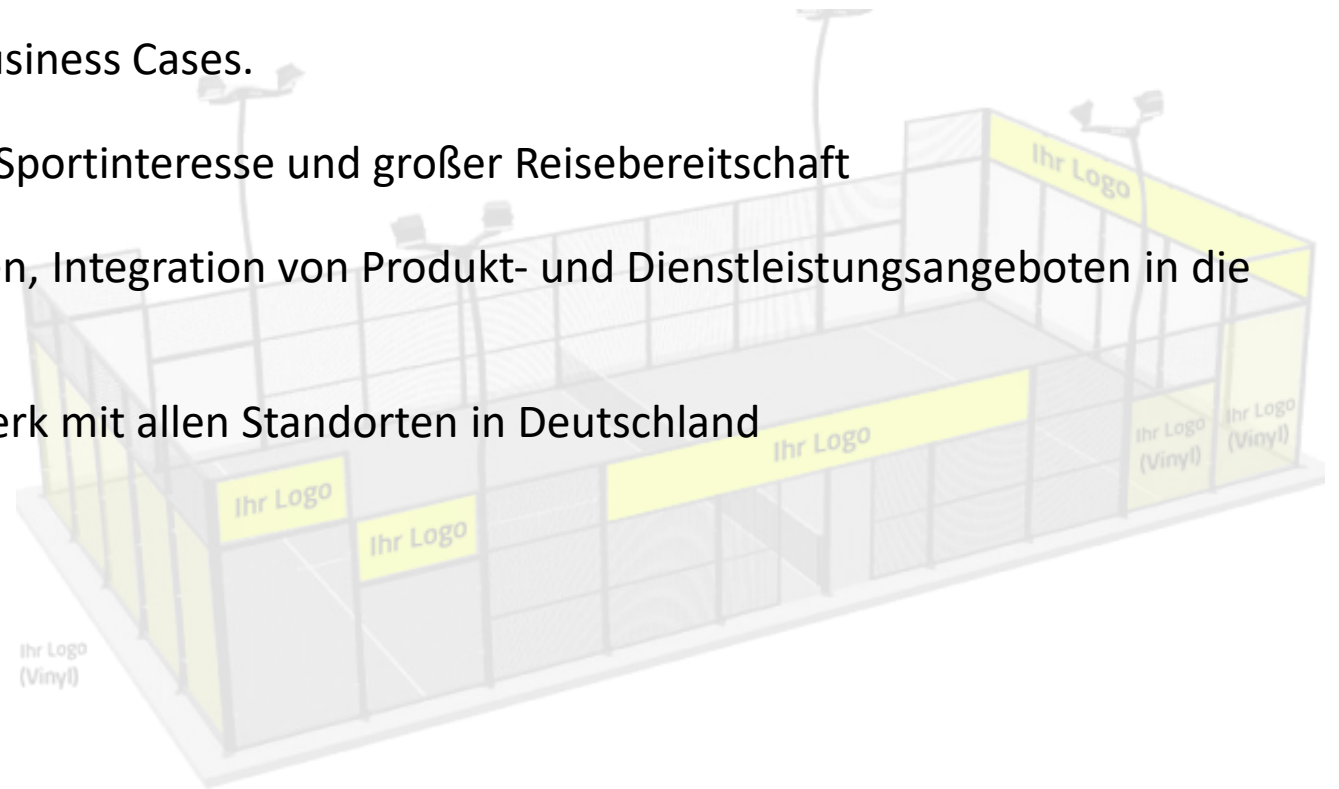 usiness Cases.
Sportinteresse und großer Reisebereitschaft
Ihr Logo
n, Integration von Produkt- und Dienstleistungsangeboten in die
erk mit allen Standorten in Deutschland
Ihr Logo
Ihr Logo
(Vinyl)
Ihr Logo
(Vinyl)
Ihr Logo
Ihr Logo
Ihr Logo
(Vinyl)